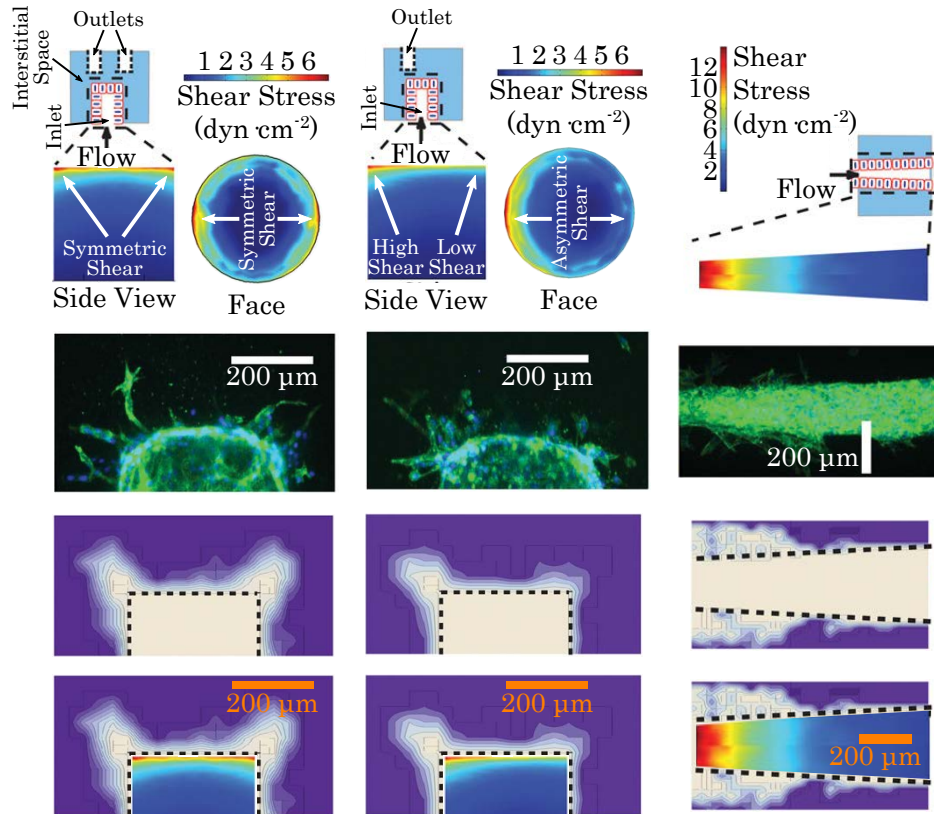 Outlets
Interstitial
Space
Inlet
Flow
1 2 3 4 5 6
Shear Stress
(dyn·cm⁻²)
Symmetric
Shear
Side View
Symmetric
Shear
Face
Outlet
Inlet
Flow
1 2 3 4 5 6
Shear Stress
(dyn·cm⁻²)
High
Shear
Low
Shear
Side View
Asymmetric
Shear
Face
12
10
8
6
4
2
Shear
Stress
(dyn·cm⁻²)
Flow
200 µm
200 µm
200 µm
200 µm
200 µm
200 µm